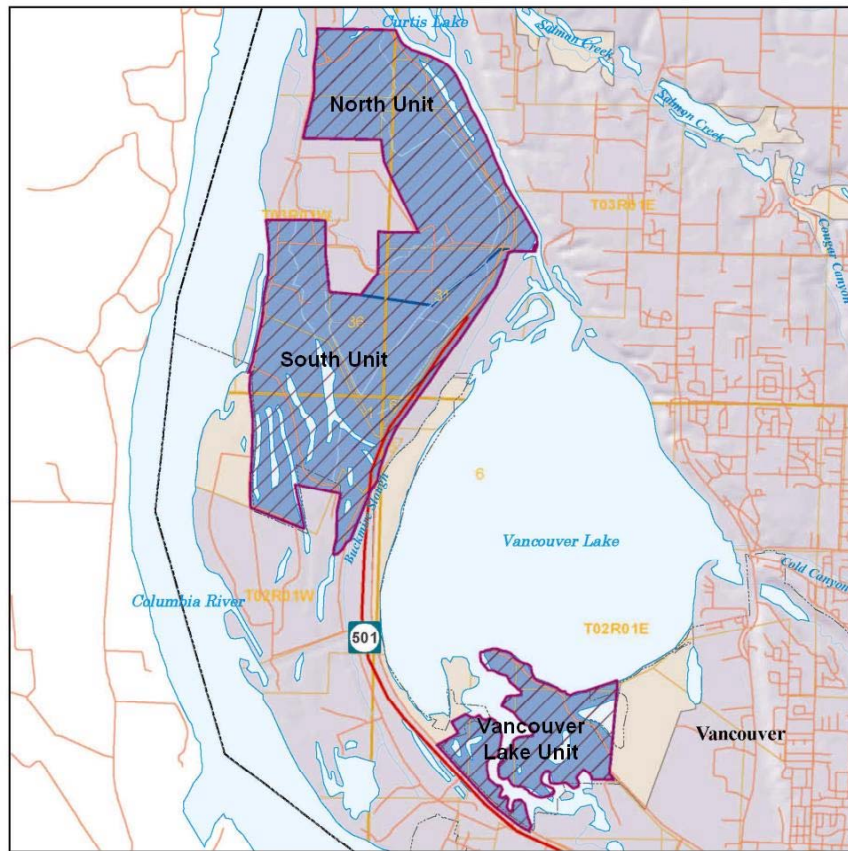 Curtis Lake
Salmon Creek
North Unit
Salmon Creek
T03R01E
Cougar Canyon
31
36
South Unit
6
Buckmire Slough
Vancouver Lake
Cold Canyon
T02R01W
Columbia River
T02R01E
501
Vancouver
Lake Unit
Vancouver